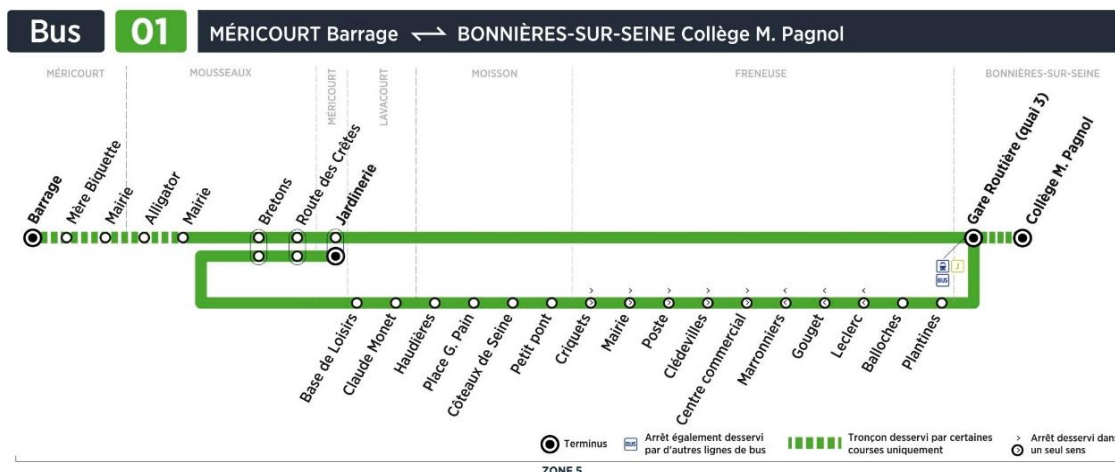 Bus 01 MÉRICOURT Barrage BONNIÈRES-SUR-SEINE Collège M. Pagnol
MÉRICOURT
MOUSSEAUX
MÉRICOURT
LAVACOURT
MOISSON
FRENEUSE
BONNIÈRES-SUR-SEINE
Barrage
Mère Biquette
Mairie
Alligator
Mairie
Bretons
Route des Crêtes
Jardinerie
Gare Routière (quai 3)
Collège M. Pagnol
J
BUS
Base de Loisirs
Claude Monet
Haudières
Place G. Pain
Côteaux de Seine
Petit pont
Criquets
Mairie
Poste
Clédevilles
Centre commercial
Marronniers
Gouget
Leclerc
Balloches
Plantines
Terminus
BUS
Arrêt également desservi
par d'autres lignes de bus
Tronçon desservi par certaines
courses uniquement
Arrêt desservi dans
un seul sens
ZONE 5